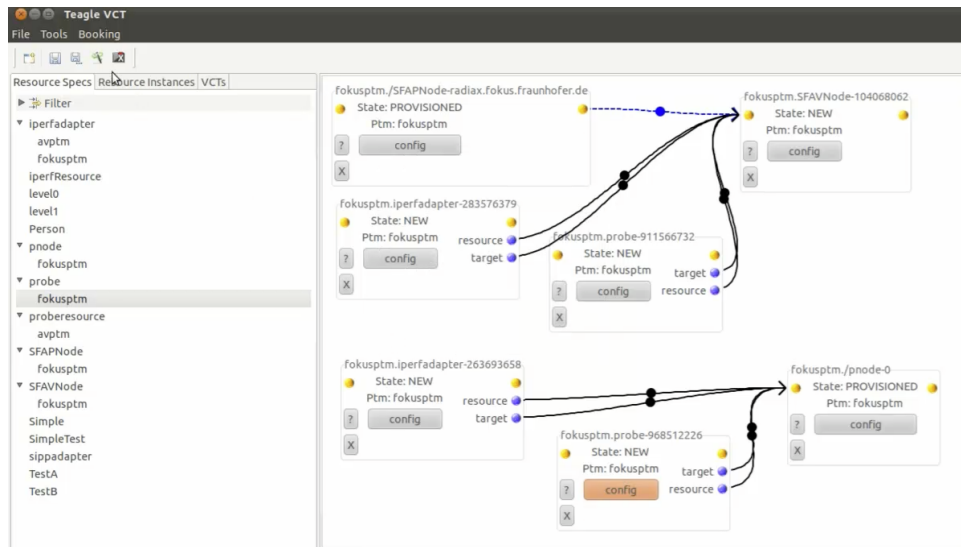 Teagle VCT
File Tools Booking
Resource Specs Resource Instances VCTs
Filter
iperfadapter
avptm
fokusptm
iperfResource
level0
level1
Person
pnode
fokusptm
probe
fokusptm
proberesource
avptm
SFAPNode
fokusptm
SFAVNode
fokusptm
Simple
SimpleTest
sippadapter
TestA
TestB
fokusptm./SFAPNode-radiax.fokus.fraunhofer.de
State: PROVISIONED
Ptm: fokusptm
? config
X
fokusptm.SFAVNode-104068062
State: NEW
Ptm: fokusptm
? config
X
fokusptm.iperfadapter-283576379
State: NEW
Ptm: fokusptm
resource
? config target
X
fokusptm.probe-911566732
State: NEW
Ptm: fokusptm target
? config resource
X
fokusptm.iperfadapter-263693658
State: NEW
Ptm: fokusptm resource
? config target
X
fokusptm./pnode-0
State: PROVISIONED
Ptm: fokusptm
? config
X
fokusptm.probe-968512226
State: NEW
Ptm: fokusptm target
? config resource
X